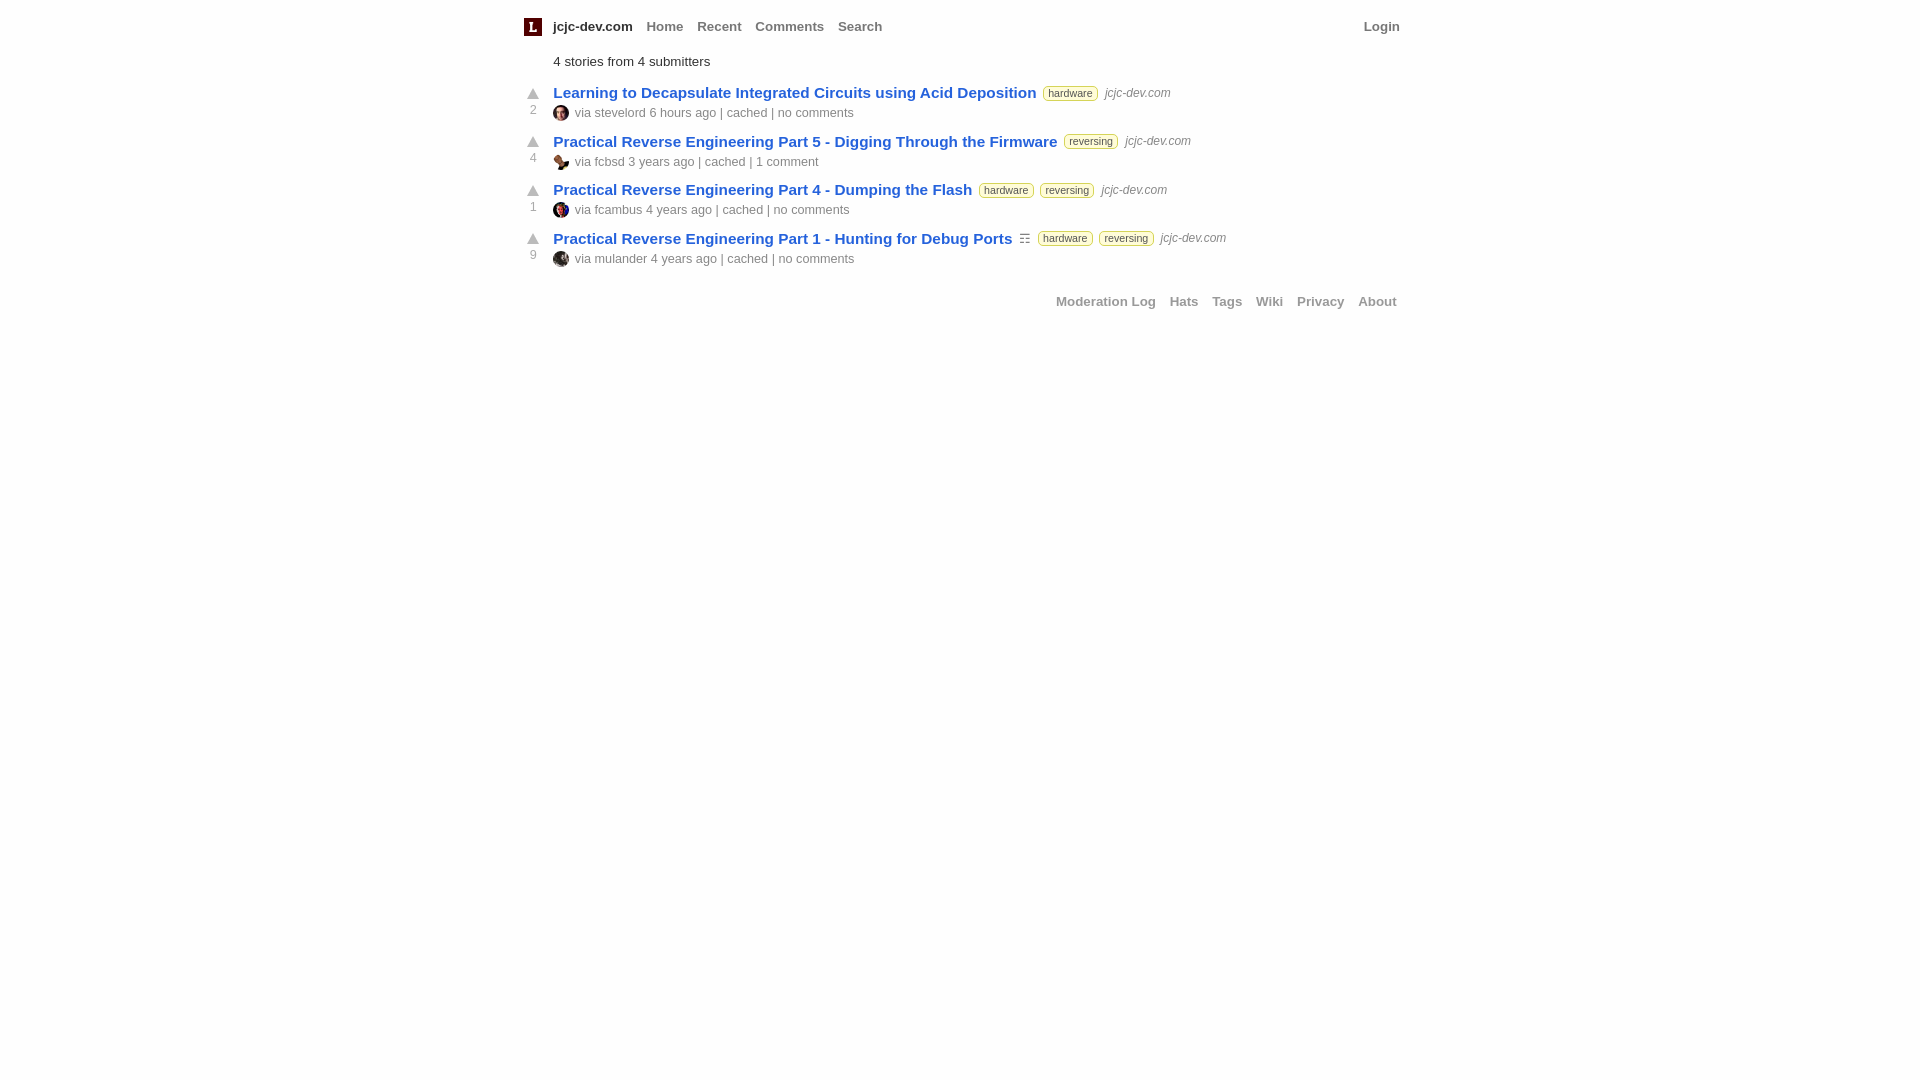 L jcjc-dev.com Home Recent Comments Search Login
4 stories from 4 submitters
Learning to Decapsulate Integrated Circuits using Acid Deposition hardware jcjc-dev.com
2 via stevelord 6 hours ago | cached | no comments
Practical Reverse Engineering Part 5 - Digging Through the Firmware reversing jcjc-dev.com
4 via fcbsd 3 years ago | cached | 1 comment
Practical Reverse Engineering Part 4 - Dumping the Flash hardware reversing jcjc-dev.com
1 via fcambus 4 years ago | cached | no comments
Practical Reverse Engineering Part 1 - Hunting for Debug Ports ☶ hardware reversing jcjc-dev.com
9 via mulander 4 years ago | cached | no comments
Moderation Log Hats Tags Wiki Privacy About